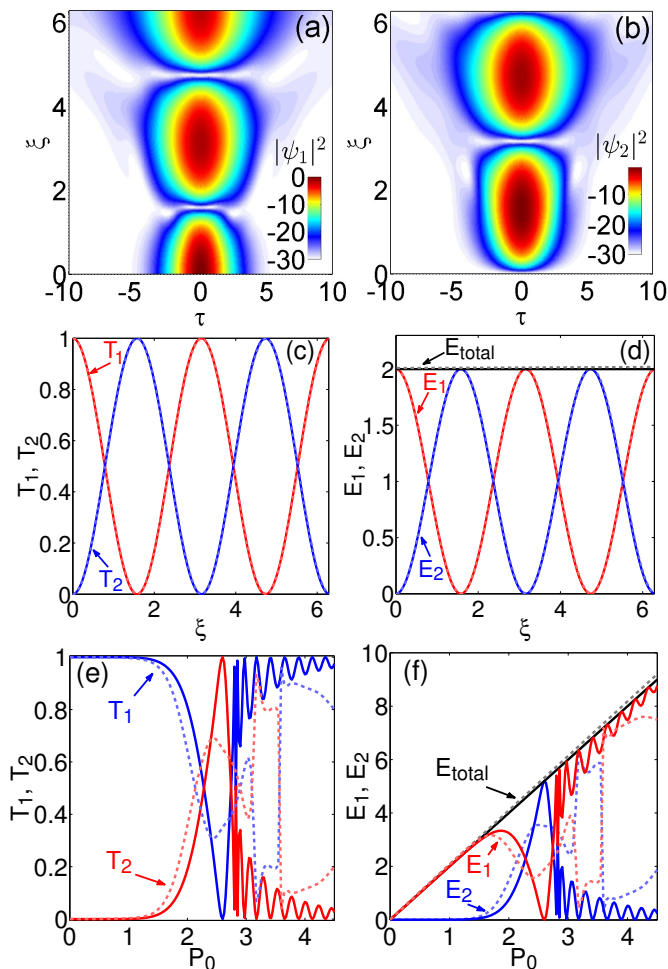 (a)
6
4
2
0
ξ
|ψ1|²
0
-10
-20
-30
-10 -5 0 5 10
τ
(b)
6
4
2
0
ξ
|ψ2|²
-10
-20
-30
-10 -5 0 5 10
τ
(c)
1
0.8
0.6
0.4
0.2
0
T1, T2
T1
T2
0 2 4 6
ξ
(d)
2
1.5
1
0.5
0
E1, E2
Etotal
E1
E2
0 2 4 6
ξ
(e)
1
0.8
0.6
0.4
0.2
0
T1, T2
T1
T2
0 1 2 3 4
P0
(f)
10
8
6
4
2
0
E1, E2
Etotal
E1
E2
0 1 2 3 4
P0